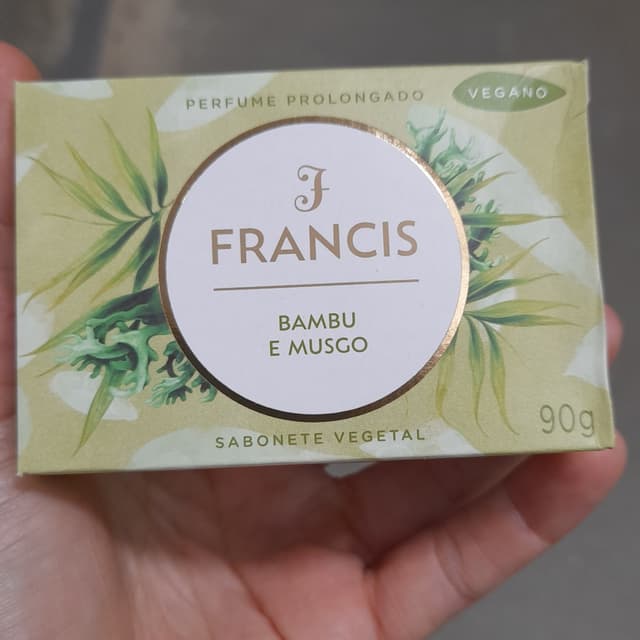 PERFUME PROLONGADO
VEGANO
F
FRANCIS
BAMBU
E MUSGO
SABONETE VEGETAL
90g